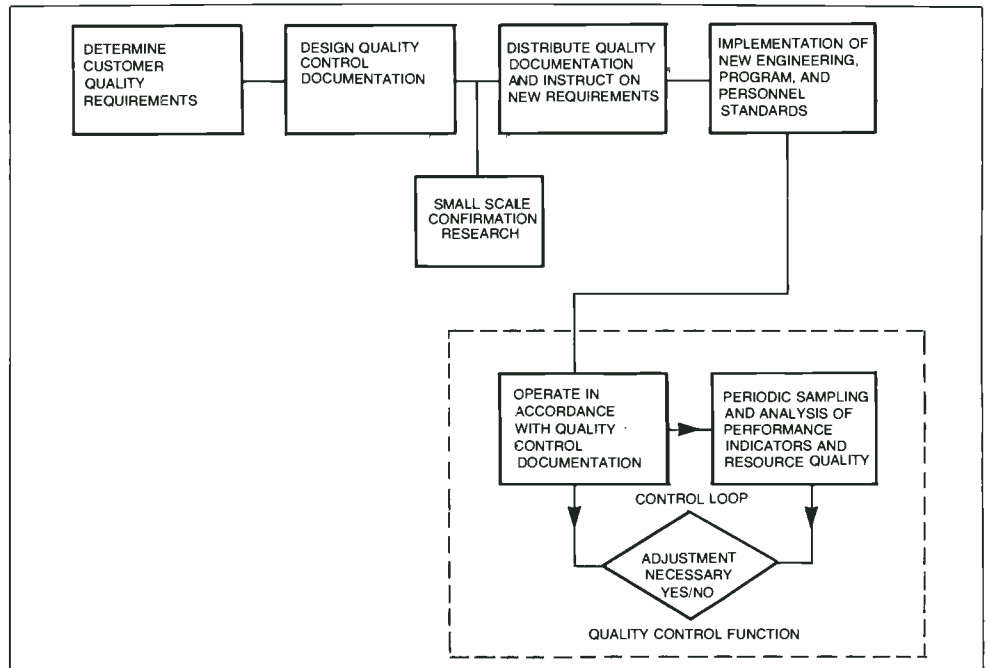 DETERMINE
CUSTOMER
QUALITY
REQUIREMENTS
DESIGN QUALITY
CONTROL
DOCUMENTATION
DISTRIBUTE QUALITY
DOCUMENTATION
AND INSTRUCT ON
NEW REQUIREMENTS
IMPLEMENTATION OF
NEW ENGINEERING,
PROGRAM, AND
PERSONNEL
STANDARDS
SMALL SCALE
CONFIRMATION
RESEARCH
OPERATE IN
ACCORDANCE
WITH QUALITY
CONTROL
DOCUMENTATION
PERIODIC SAMPLING
AND ANALYSIS OF
PERFORMANCE
INDICATORS AND
RESOURCE QUALITY
CONTROL LOOP
ADJUSTMENT
NECESSARY
YES/NO
QUALITY CONTROL FUNCTION